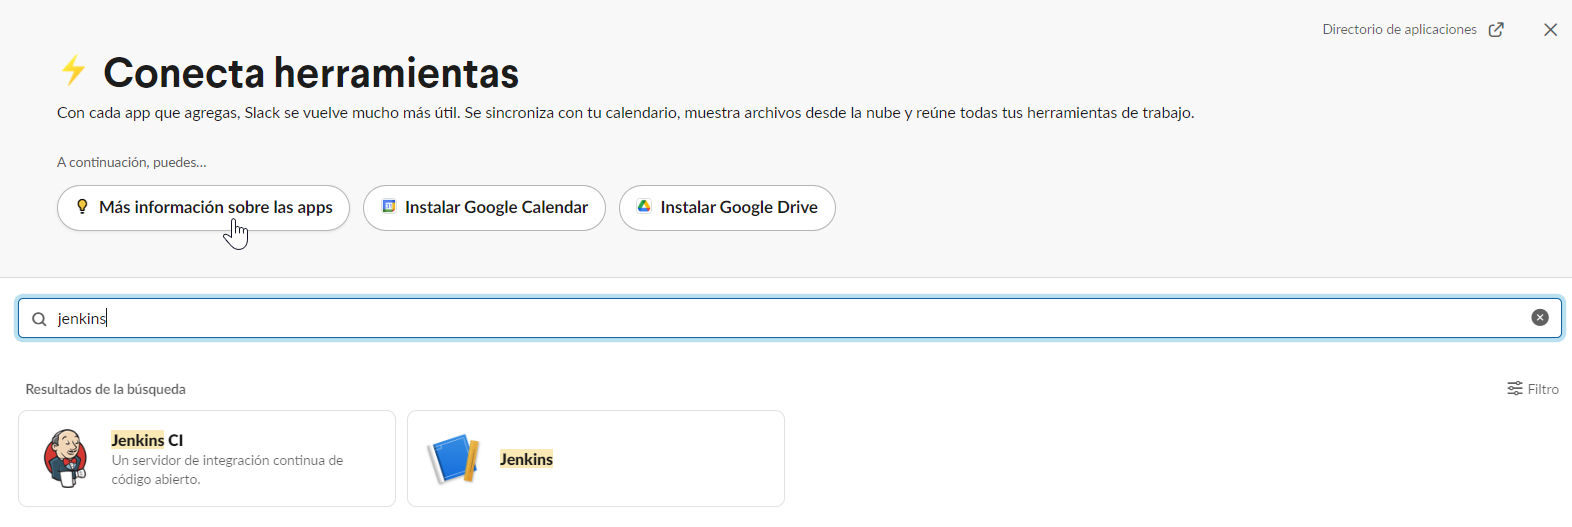 Directorio de aplicaciones
Conecta herramientas
Con cada app que agregas, Slack se vuelve mucho más útil. Se sincroniza con tu calendario, muestra archivos desde la nube y reúne todas tus herramientas de trabajo.
A continuación, puedes...
Más información sobre las apps
Instalar Google Calendar
Instalar Google Drive
jenkins
Resultados de la búsqueda
Filtro
Jenkins CI
Un servidor de integración continua de
código abierto.
Jenkins